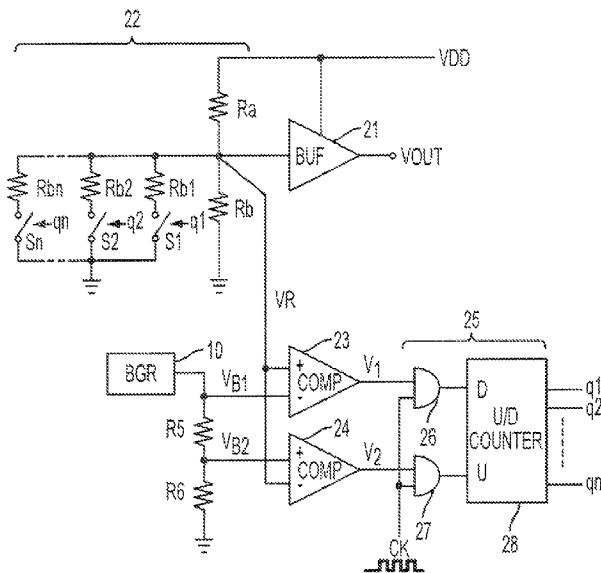 22
VDD
Ra
21
BUF
VOUT
Rbn
Rb2
Rb1
Rb
qn
q2
q1
Sn
S2
S1
VR
25
23
10
BGR
VB1
+
COMP
-
V1
D
q1
26
q2
R5
U/D
COUNTER
24
VB2
+
COMP
-
V2
U
R6
qn
27
28
CK